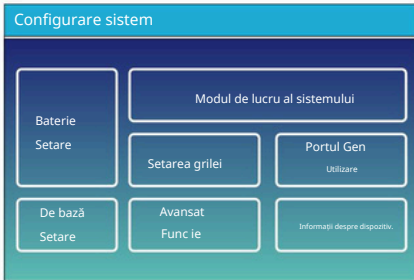 Configurare sistem
Baterie
Setare
Modul de lucru al sistemului
Setarea grilei
Portul Gen
Utilizare
De bază
Setare
Avansat
Func ie
Informații despre dispozitiv.